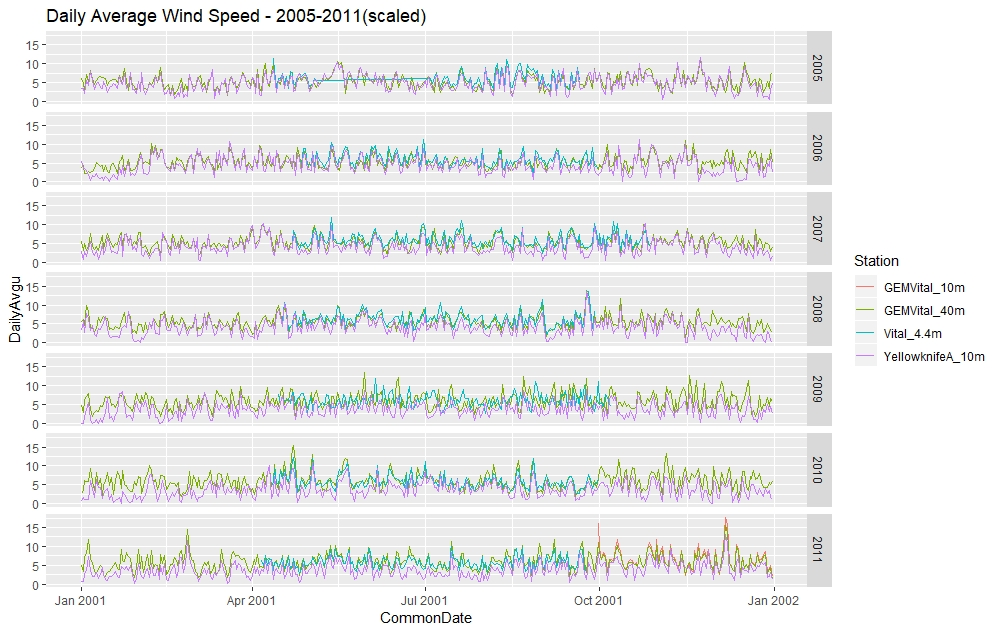 Daily Average Wind Speed - 2005-2011(scaled)
15
10
5
0
2005
15
10
5
0
2006
15
10
5
0
2007
15
10
5
0
2008
15
10
5
0
2009
15
10
5
0
2010
15
10
5
0
2011
DailyAvgu
Jan 2001
Apr 2001
Jul 2001
Oct 2001
Jan 2002
CommonDate
Station
GEMVital_10m
GEMVital_40m
Vital_4.4m
YellowknifeA_10m